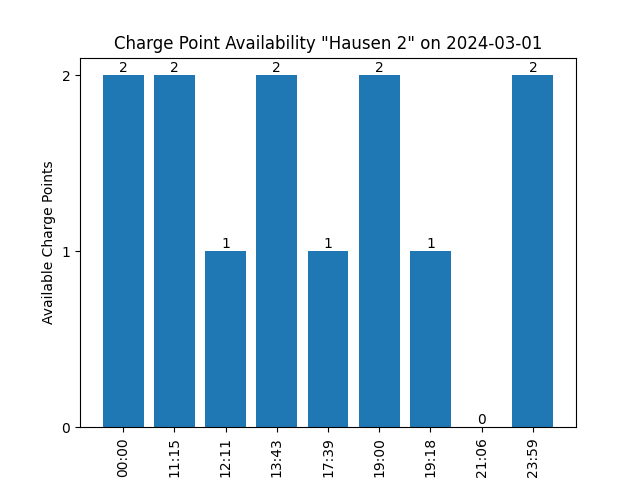 Charge Point Availability "Hausen 2" on 2024-03-01
2 2 1 2 1 2 1 0 2
2
1
0
Available Charge Points
00:00 11:15 12:11 13:43 17:39 19:00 19:18 21:06 23:59